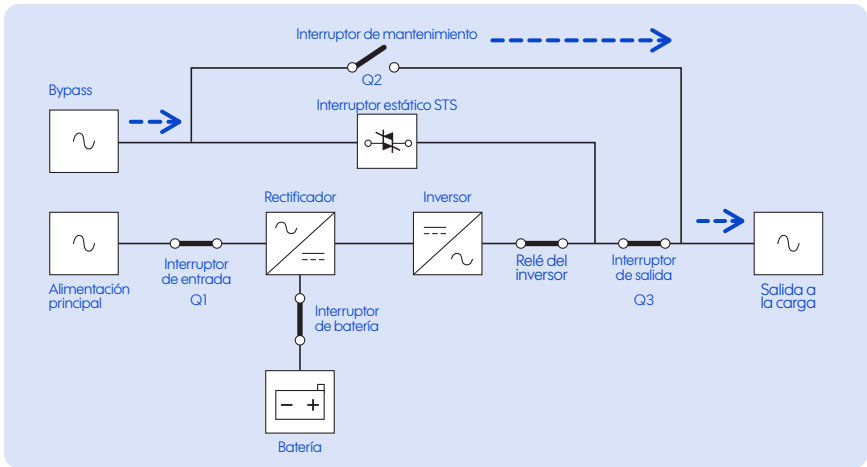 Interruptor de mantenimiento
Q2
Bypass
Interruptor estático STS
Rectificador
Inversor
Alimentación
principal
Interruptor
de entrada
Q1
Relé del
inversor
Interruptor
de salida
Q3
Salida a
la carga
Interruptor
de batería
Batería